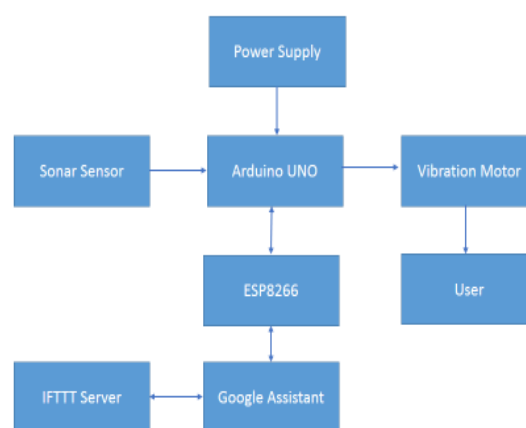 Power Supply
Sonar Sensor
Arduino UNO
Vibration Motor
ESP8266
User
IFTTT Server
Google Assistant